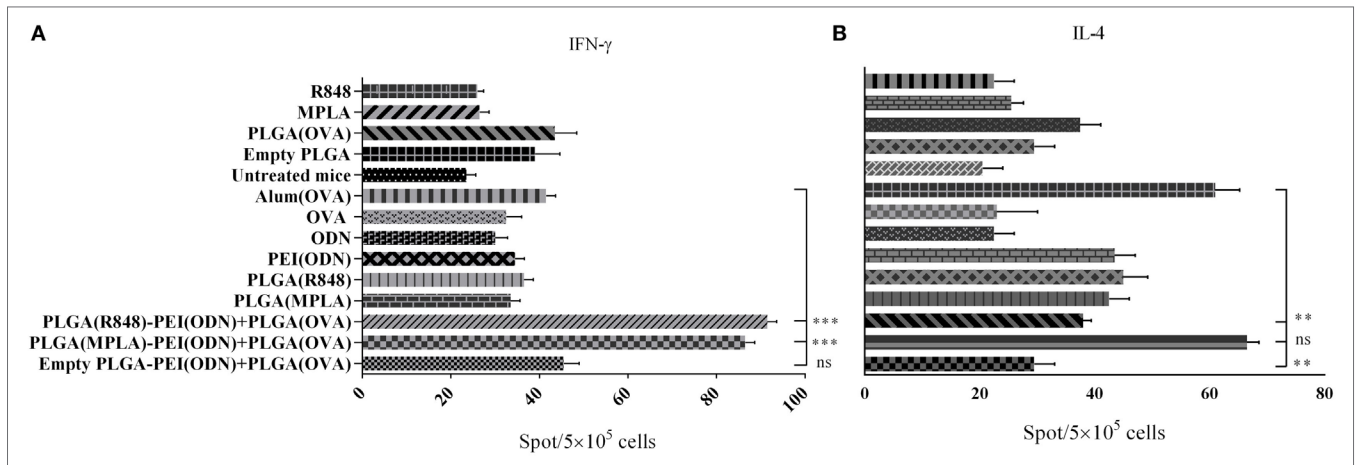 A
IFN-γ
R848
MPLA
PLGA(OVA)
Empty PLGA
Untreated mice
Alum(OVA)
OVA
ODN
PEI(ODN)
PLGA(R848)
PLGA(MPLA)
PLGA(R848)-PEI(ODN)+PLGA(OVA)
PLGA(MPLA)-PEI(ODN)+PLGA(OVA)
Empty PLGA-PEI(ODN)+PLGA(OVA)
***
***
ns
0 20 40 60 80 100
Spot/5×10⁵ cells
B
IL-4
**
ns
**
0 20 40 60 80
Spot/5×10⁵ cells